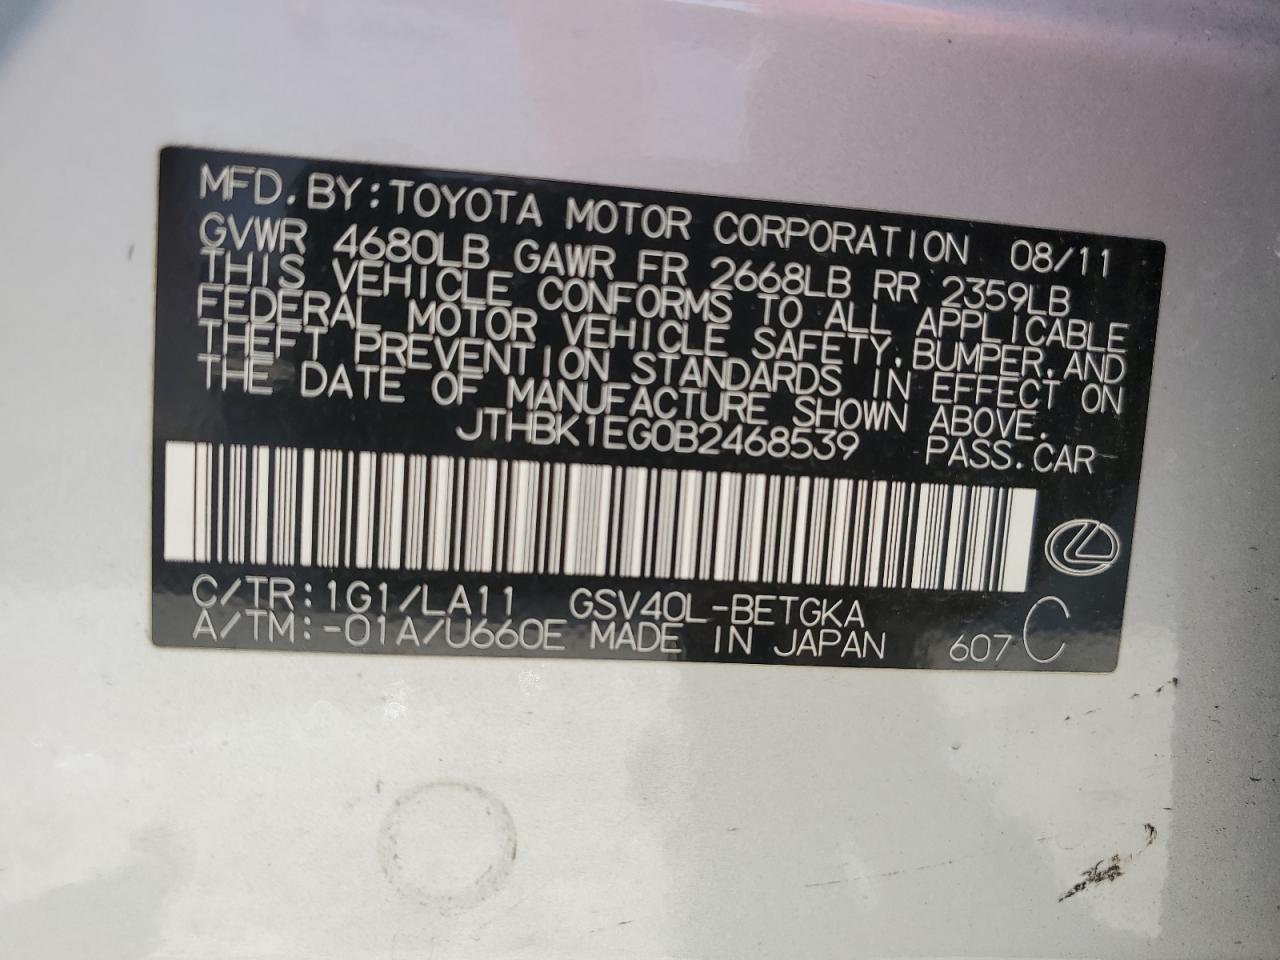 MFD. BY: TOYOTA MOTOR CORPORATION 08/11
GVWR 4680LB GAWR FR 2668LB RR 2359LB
THIS VEHICLE CONFORMS TO ALL APPLICABLE
FEDERAL MOTOR VEHICLE SAFETY, BUMPER, AND
THEFT PREVENTION STANDARDS IN EFFECT ON
THE DATE OF MANUFACTURE SHOWN ABOVE.
JTHBK1EG0B2468539 PASS. CAR
C/TR: 1G1/LA11 GSV40L-BETGKA
A/TM: -01A/U660E MADE IN JAPAN 607 C